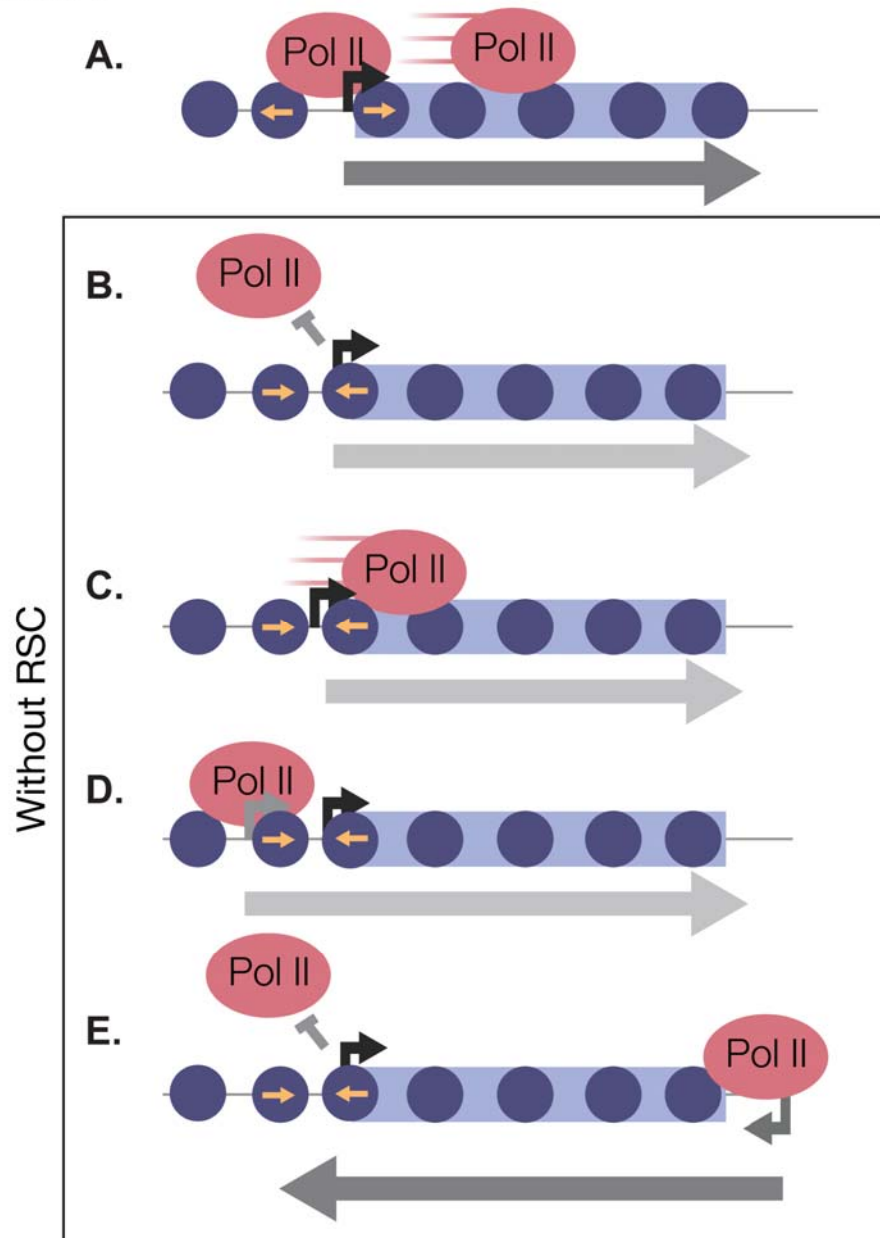 A.
Pol II
Pol II
Without RSC
B.
Pol II
C.
Pol II
D.
Pol II
E.
Pol II
Pol II